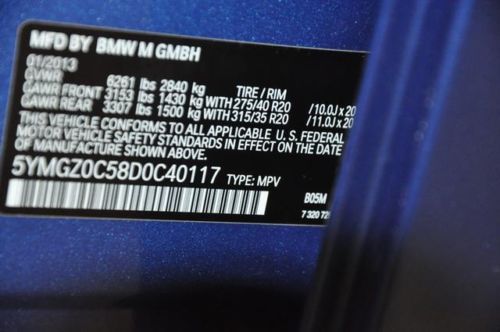 MFD BY BMW M GMBH
01/2013
GVWR 6261 lbs 2840 kg TIRE / RIM
GAWR FRONT 3153 lbs 1430 kg WITH 275/40 R20 /10.0J x 20
GAWR REAR 3307 lbs 1500 kg WITH 315/35 R20 /11.0J x 20
THIS VEHICLE CONFORMS TO ALL APPLICABLE U.S. FEDERAL
MOTOR VEHICLE SAFETY STANDARDS IN EFFECT ON THE DATE
OF MANUFACTURE SHOWN ABOVE.
5YMGZ0C58D0C40117 TYPE: MPV
B05M
7 320 725